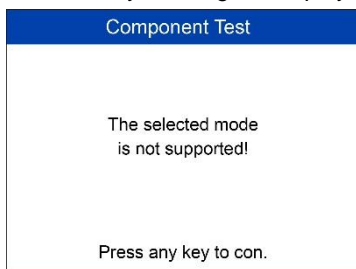 Component Test
The selected mode
is not supported!
Press any key to con.